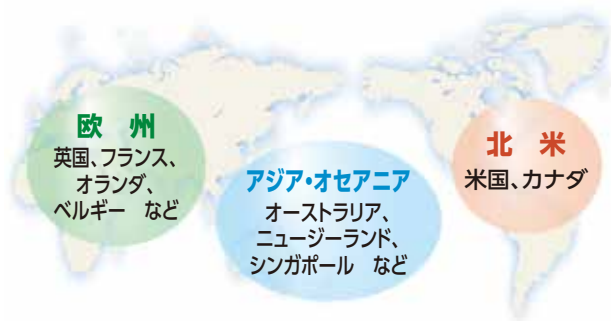 欧 州
英国、フランス、
オランダ、
ベルギー など
アジア・オセアニア
オーストラリア、
ニュージーランド、
シンガポール など
北 米
米国、カナダ